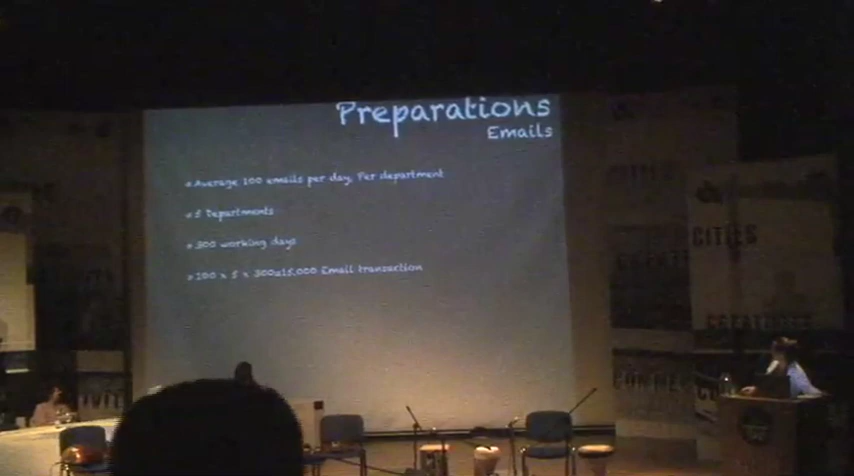 Preparations
Emails
Average 100 emails per day, Per department
5 Departments
300 working days
100 x 5 x 300=15,000 Email transaction
CITIES